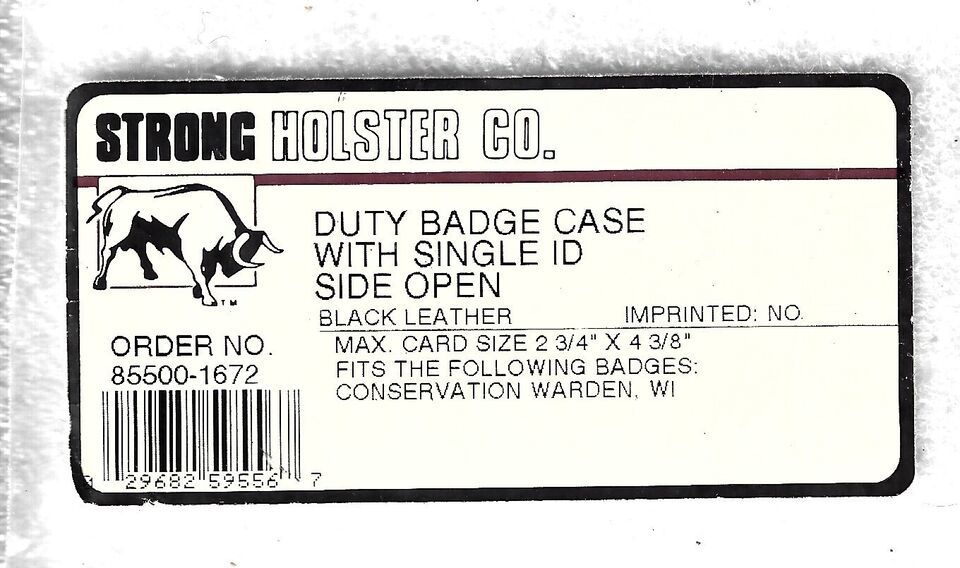 STRONG HOLSTER CO.
DUTY BADGE CASE
WITH SINGLE ID
SIDE OPEN
BLACK LEATHER IMPRINTED: NO.
TM
ORDER NO.
85500-1672
MAX. CARD SIZE 2 3/4" X 4 3/8"
FITS THE FOLLOWING BADGES:
CONSERVATION WARDEN, WI
29682 59556 7